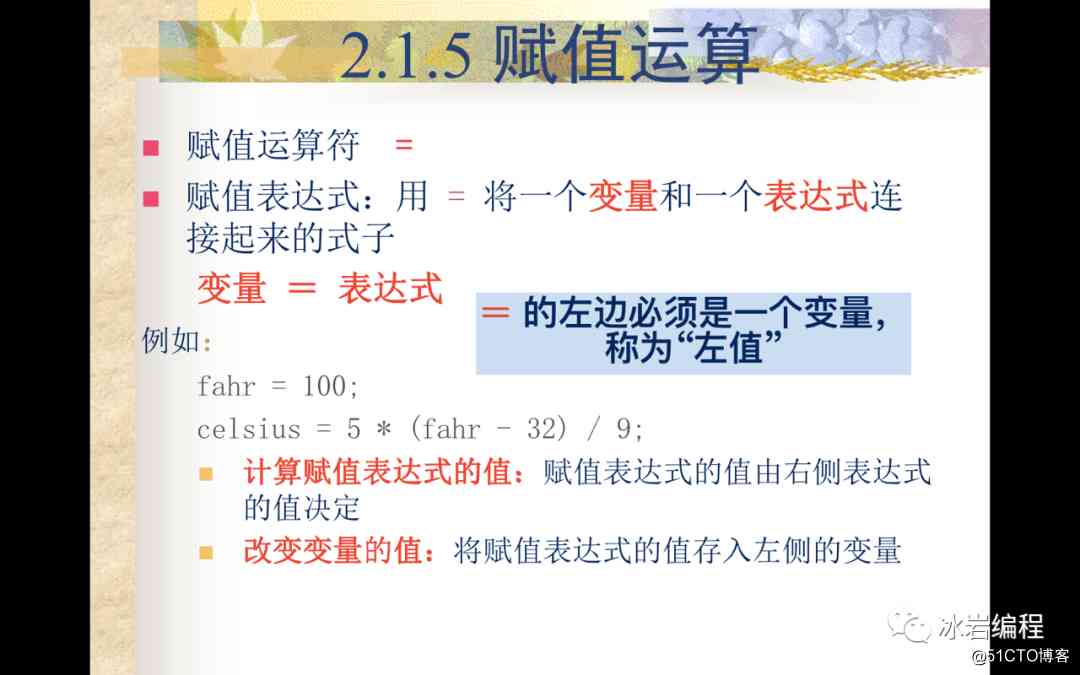 2.1.5 赋值运算
赋值运算符 =
赋值表达式：用 = 将一个变量和一个表达式连
接起来的式子
变量 ＝ 表达式
＝ 的左边必须是一个变量，
称为“左值”
例如：
fahr = 100;
celsius = 5 * (fahr - 32) / 9;
计算赋值表达式的值：赋值表达式的值由右侧表达式
的值决定
改变变量的值：将赋值表达式的值存入左侧的变量
冰岩编程
@51CTO博客